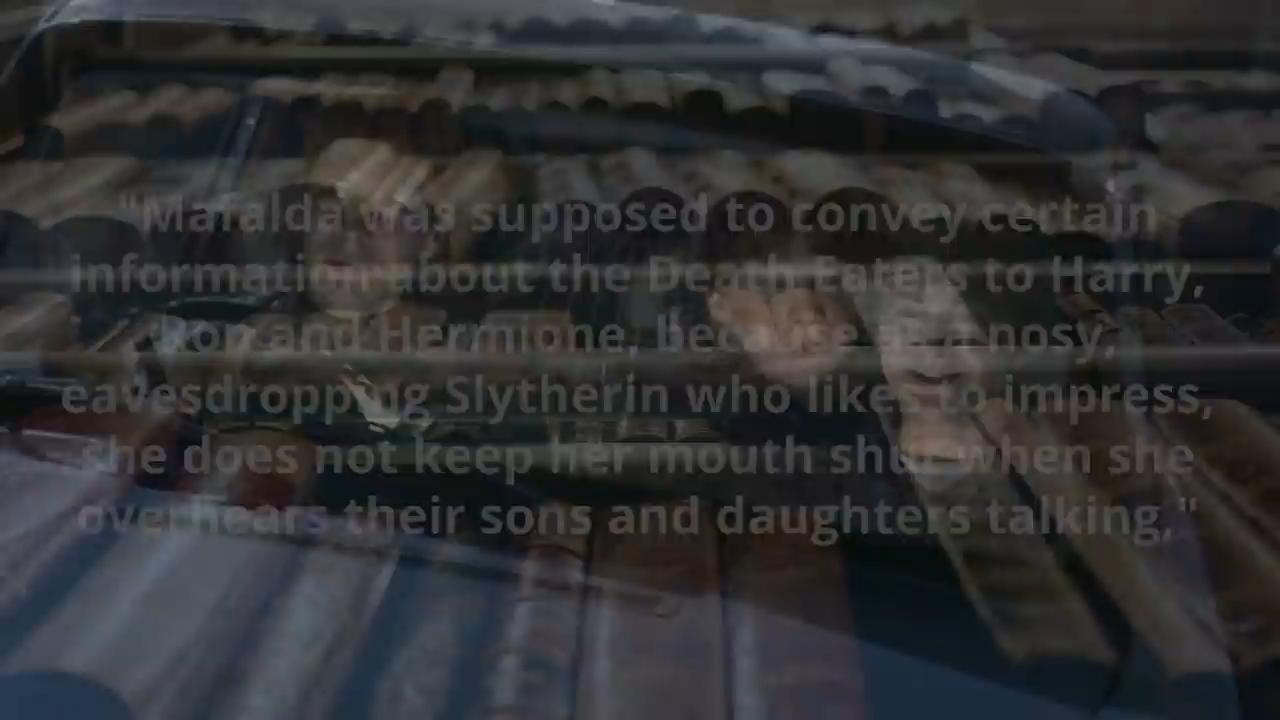 "Mafalda was supposed to convey certain
information about the Death Eaters to Harry,
Ron and Hermione, because as a nosy,
eavesdropping Slytherin who likes to impress,
she does not keep her mouth shut when she
overhears their sons and daughters talking,"